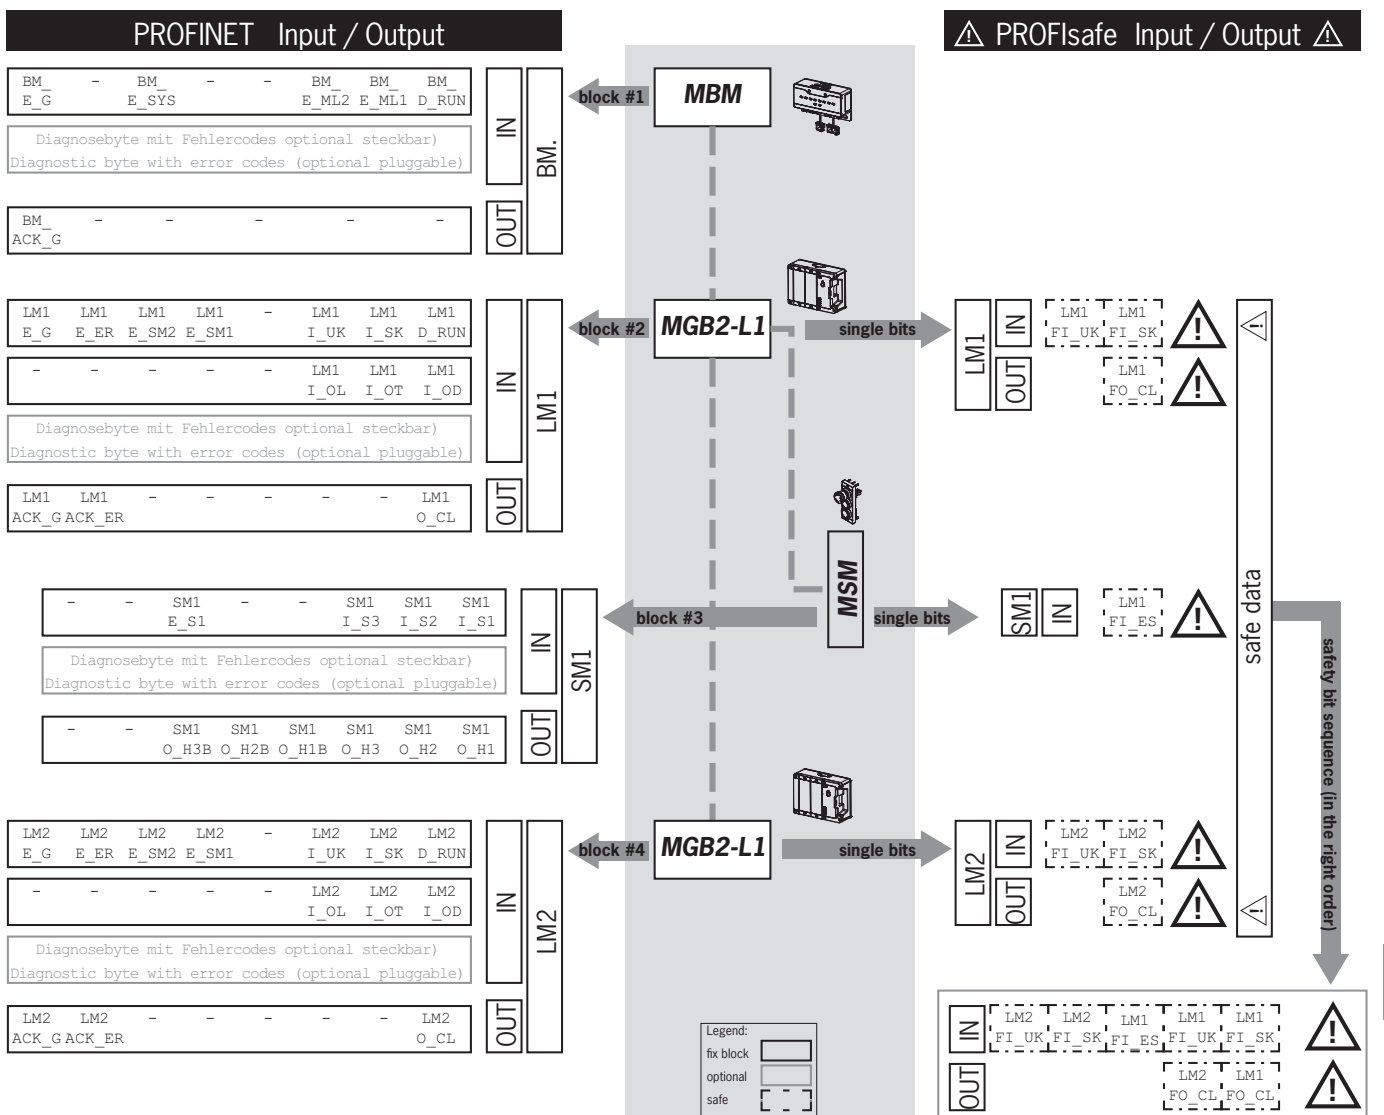 PROFINET Input / Output
⚠ PROFIsafe Input / Output ⚠
BM_ - BM_ - - BM_ BM_ BM_
E_G E_SYS E_ML2 E_ML1 D_RUN
Diagnosebyte mit Fehlercodes optional steckbar)
Diagnostic byte with error codes (optional pluggable)
IN
BM_ - - - - -
ACK_G
OUT
BM.
block #1
MBM
LM1 LM1 LM1 LM1 - LM1 LM1 LM1
E_G E_ER E_SM2 E_SM1 I_UK I_SK D_RUN
- - - - - LM1 LM1 LM1
I_OL I_OT I_OD
Diagnosebyte mit Fehlercodes optional steckbar)
Diagnostic byte with error codes (optional pluggable)
IN
LM1 LM1 - - - - - LM1
ACK_G ACK_ER O_CL
OUT
LM1
block #2
MGB2-L1
single bits
LM1
IN
LM1 LM1
FI_UK FI_SK
OUT
LM1
FO_CL
- - SM1 - - SM1 SM1 SM1
E_S1 I_S3 I_S2 I_S1
Diagnosebyte mit Fehlercodes optional steckbar)
Diagnostic byte with error codes (optional pluggable)
IN
- - SM1 SM1 SM1 SM1 SM1 SM1
O_H3B O_H2B O_H1B O_H3 O_H2 O_H1
OUT
SM1
block #3
MSM
single bits
SM1
IN
LM1
FI_ES
safe data
safety bit sequence (in the right order)
LM2 LM2 LM2 LM2 - LM2 LM2 LM2
E_G E_ER E_SM2 E_SM1 I_UK I_SK D_RUN
- - - - - LM2 LM2 LM2
I_OL I_OT I_OD
Diagnosebyte mit Fehlercodes optional steckbar)
Diagnostic byte with error codes (optional pluggable)
IN
LM2 LM2 - - - - - LM2
ACK_G ACK_ER O_CL
OUT
LM2
block #4
MGB2-L1
single bits
LM2
IN
LM2 LM2
FI_UK FI_SK
OUT
LM2
FO_CL
Legend:
fix block
optional
safe
IN
LM2 LM2 LM1 LM1 LM1
FI_UK FI_SK FI_ES FI_UK FI_SK
OUT
LM2 LM1
FO_CL FO_CL